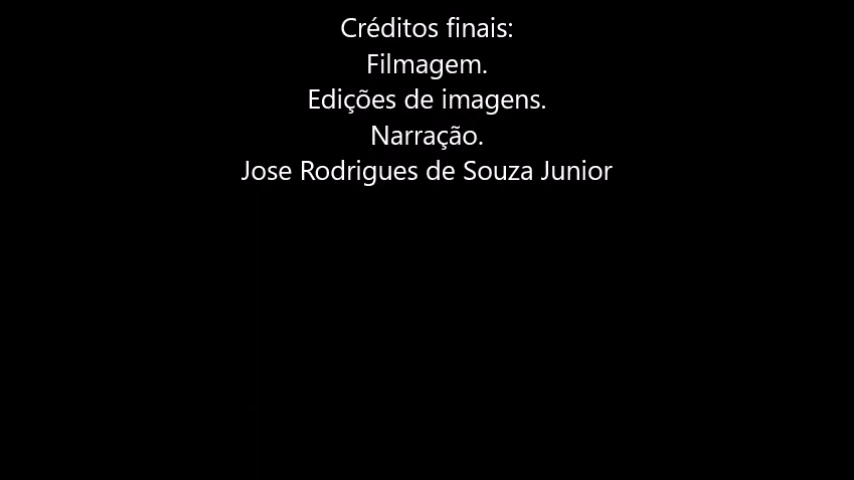 Créditos finais:
Filmagem.
Edições de imagens.
Narração.
Jose Rodrigues de Souza Junior